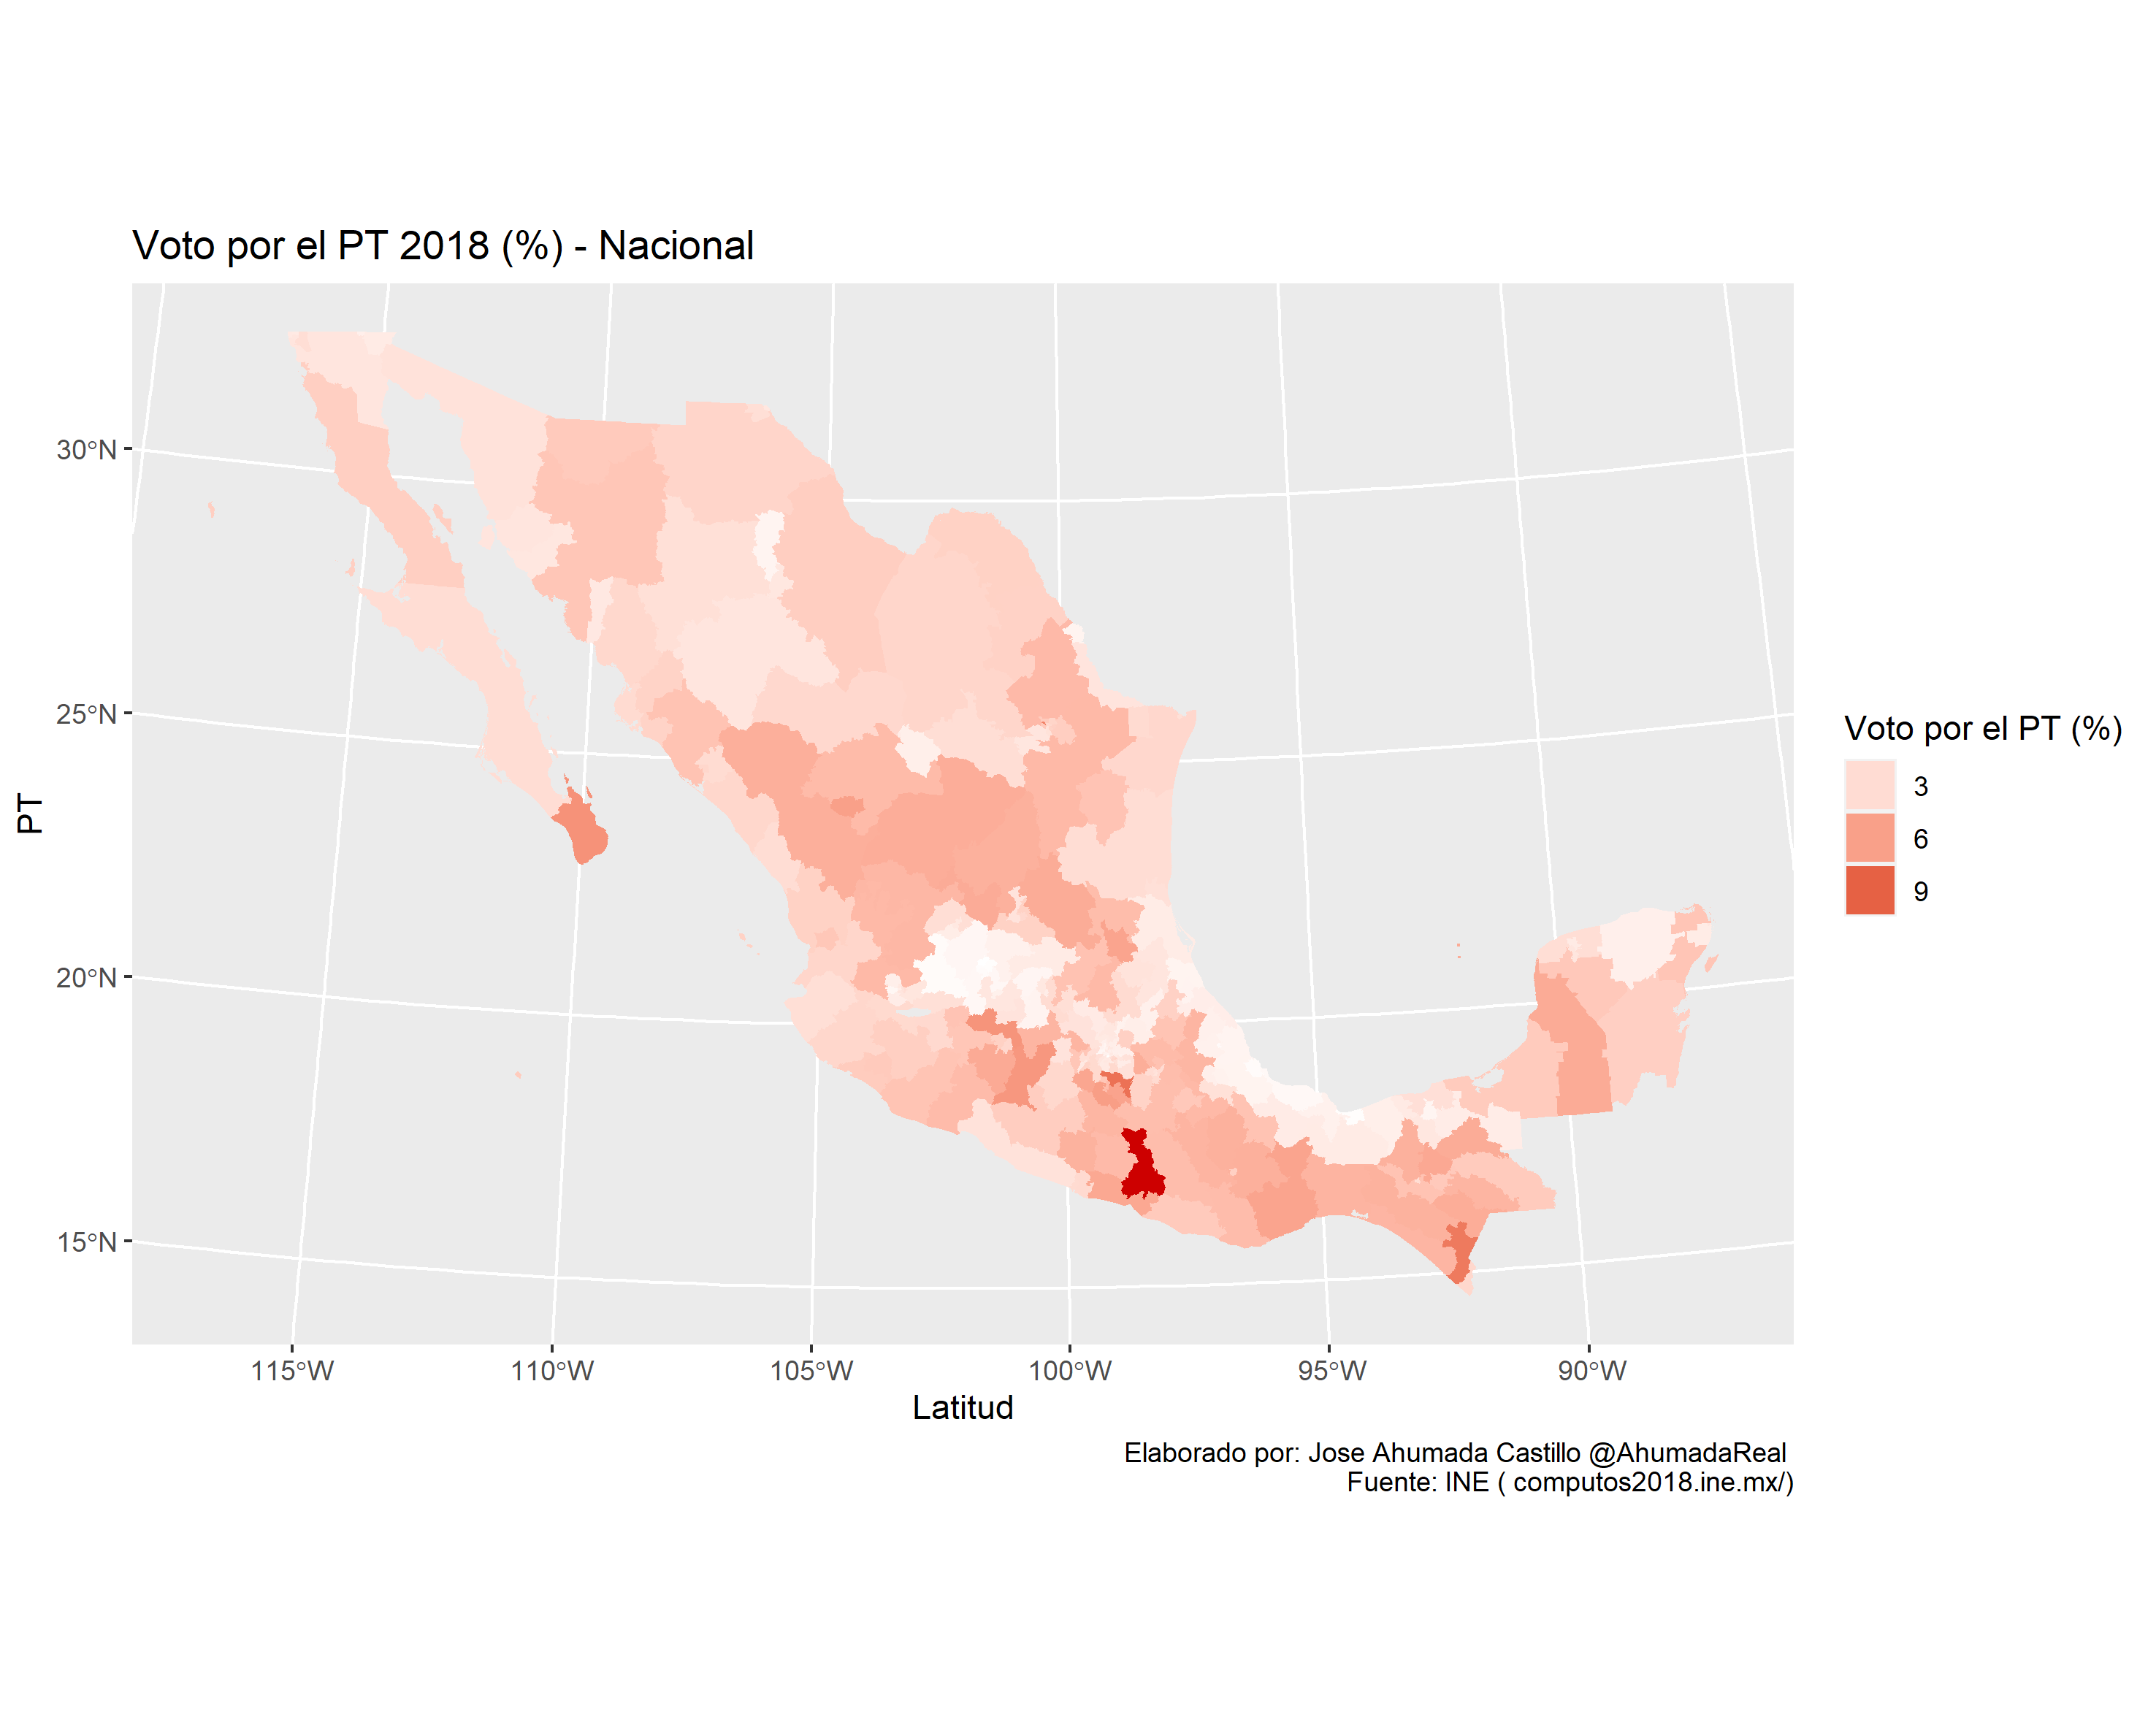 Voto por el PT 2018 (%) - Nacional
30°N
25°N
20°N
15°N
PT
115°W 110°W 105°W 100°W 95°W 90°W
Latitud
Voto por el PT (%)
3
6
9
Elaborado por: Jose Ahumada Castillo @AhumadaReal
Fuente: INE ( computos2018.ine.mx/)